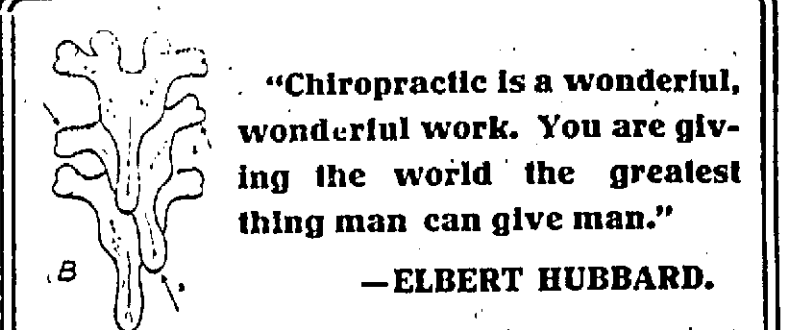 “Chiropractic is a wonderful,
wonderful work. You are giv-
ing the world the greatest
thing man can give man.”
—ELBERT HUBBARD.
B